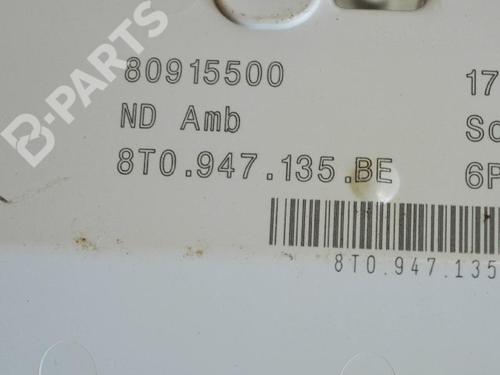 B-PARTS
80915500
17
ND Amb
Sc
8T0.947.135.BE
6P
8T0.947.135